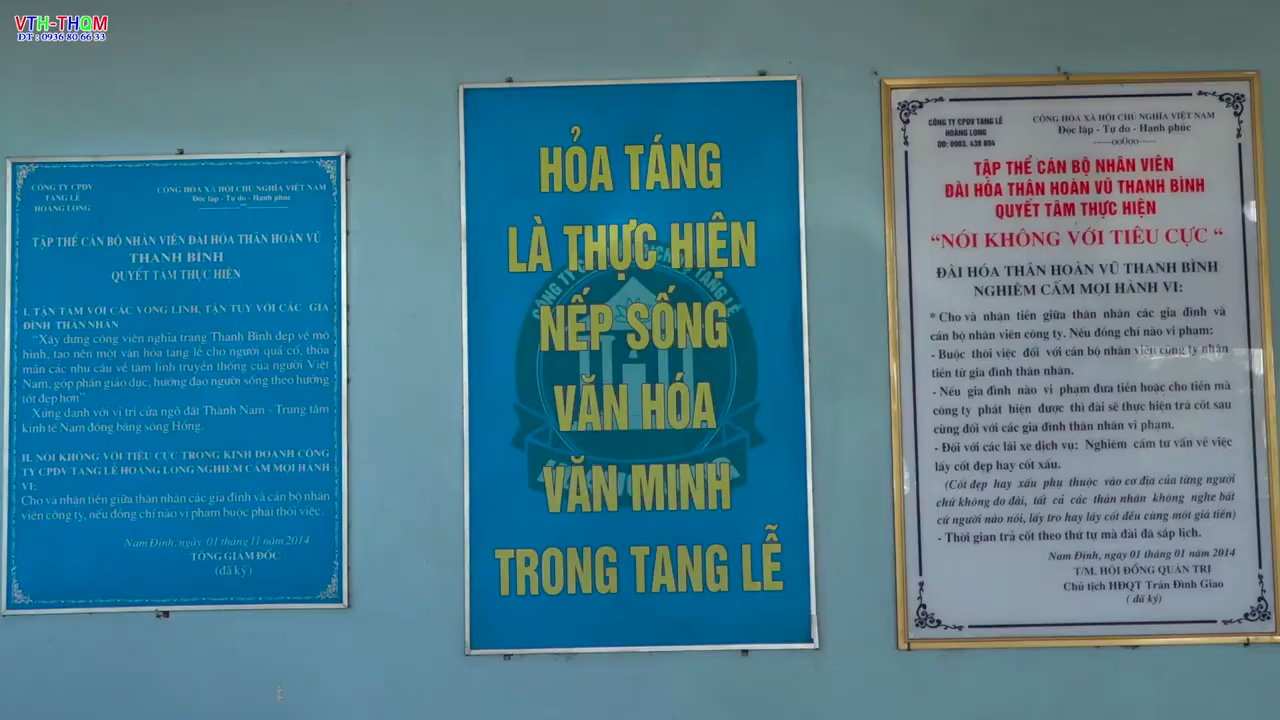 VTH-THQM
ĐT : 0936 80 66 33
CÔNG TY CPDV
TANG LỄ
HOÀNG LONG
CỘNG HÒA XÃ HỘI CHỦ NGHĨA VIỆT NAM
Độc lập - Tự do - Hạnh phúc
TẬP THỂ CÁN BỘ NHÂN VIÊN ĐÀI HÓA THÂN HOÀN VŨ
THANH BÌNH
QUYẾT TÂM THỰC HIỆN
I. TẬN TÂM VỚI CÁC VONG LINH, TẬN TỤY VỚI CÁC GIA
ĐÌNH THÂN NHÂN
“Xây dựng công viên nghĩa trang Thanh Bình đẹp về mô
hình, tạo nên một văn hóa tang lễ cho người quá cố, thỏa
mãn các nhu cầu về tâm linh truyền thống của người Việt
Nam, góp phần giáo dục, hướng đạo người sống theo hướng
tốt đẹp hơn”
Xứng danh với vị trí cửa ngõ đất Thành Nam - Trung tâm
kinh tế Nam đồng bằng sông Hồng.
II. NÓI KHÔNG VỚI TIÊU CỰC TRONG KINH DOANH CÔNG
TY CPDV TANG LỄ HOÀNG LONG NGHIÊM CẤM MỌI HÀNH
VI:
Cho và nhận tiền giữa thân nhân các gia đình và cán bộ nhân
viên công ty, nếu đồng chí nào vi phạm buộc phải thôi việc.
Nam Định, ngày 01 tháng 11 năm 2014
TỔNG GIÁM ĐỐC
(đã ký)
HỎA TÁNG
LÀ THỰC HIỆN
NẾP SỐNG
VĂN HÓA
VĂN MINH
TRONG TANG LỄ
CÔNG TY CPDV TANG LỄ
HOÀNG LONG
DĐ: 0903. 438 804
CỘNG HÒA XÃ HỘI CHỦ NGHĨA VIỆT NAM
Độc lập - Tự do - Hạnh phúc
-----oo0oo-----
TẬP THỂ CÁN BỘ NHÂN VIÊN
ĐÀI HÓA THÂN HOÀN VŨ THANH BÌNH
QUYẾT TÂM THỰC HIỆN
“NÓI KHÔNG VỚI TIÊU CỰC “
ĐÀI HÓA THÂN HOÀN VŨ THANH BÌNH
NGHIÊM CẤM MỌI HÀNH VI:
* Cho và nhận tiền giữa thân nhân các gia đình và
cán bộ nhân viên công ty. Nếu đồng chí nào vi phạm:
- Buộc thôi việc đối với cán bộ nhân viên công ty nhận
tiền từ gia đình thân nhân.
- Nếu gia đình nào vi phạm đưa tiền hoặc cho tiền mà
công ty phát hiện được thì đài sẽ thực hiện trả cốt sau
cùng đối với các gia đình thân nhân vi phạm.
- Đối với các lái xe dịch vụ: Nghiêm cấm tư vấn về việc
lấy cốt đẹp hay cốt xấu.
(Cốt đẹp hay xấu phụ thuộc vào cơ địa của từng người
chứ không do đài, tất cả các thân nhân không nghe bất
cứ người nào nói, lấy tro hay lấy cốt đều cùng một giá tiền)
- Thời gian trả cốt theo thứ tự mà đài đã sắp lịch.
Nam Định, ngày 01 tháng 01 năm 2014
T/M. HỘI ĐỒNG QUẢN TRỊ
Chủ tịch HĐQT Trần Đình Giao
( đã ký)